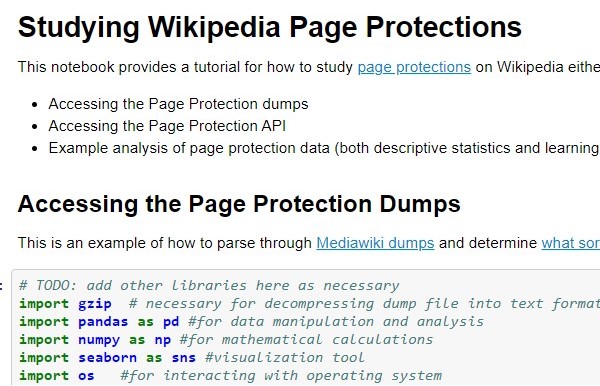 Studying Wikipedia Page Protections
This notebook provides a tutorial for how to study page protections on Wikipedia eithe
Accessing the Page Protection dumps
Accessing the Page Protection API
Example analysis of page protection data (both descriptive statistics and learning
Accessing the Page Protection Dumps
This is an example of how to parse through Mediawiki dumps and determine what sor
# TODO: add other libraries here as necessary
import gzip  # necessary for decompressing dump file into text format
import pandas as pd #for data manipulation and analysis
import numpy as np #for mathematical calculations
import seaborn as sns #visualization tool
import os   #for interacting with operating system